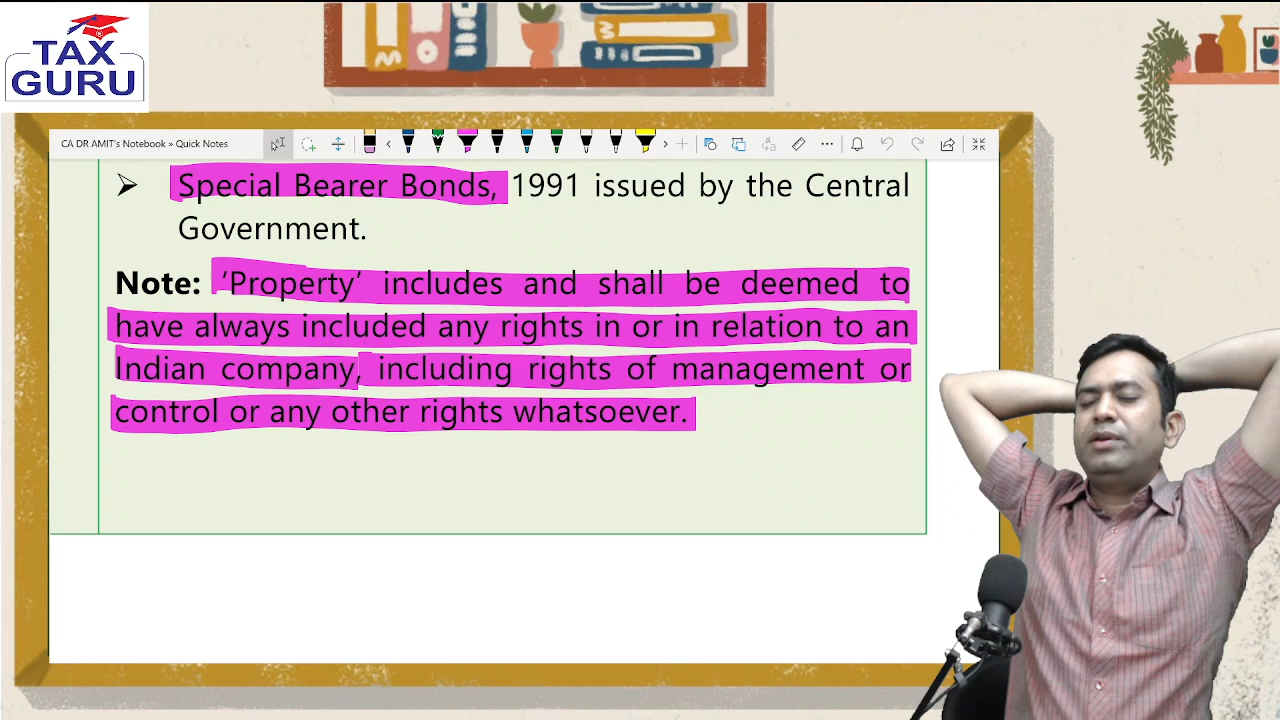 TAX
GURU
CA DR AMIT's Notebook » Quick Notes
➢ Special Bearer Bonds, 1991 issued by the Central
Government.
Note: ‘Property’ includes and shall be deemed to
have always included any rights in or in relation to an
Indian company, including rights of management or
control or any other rights whatsoever.